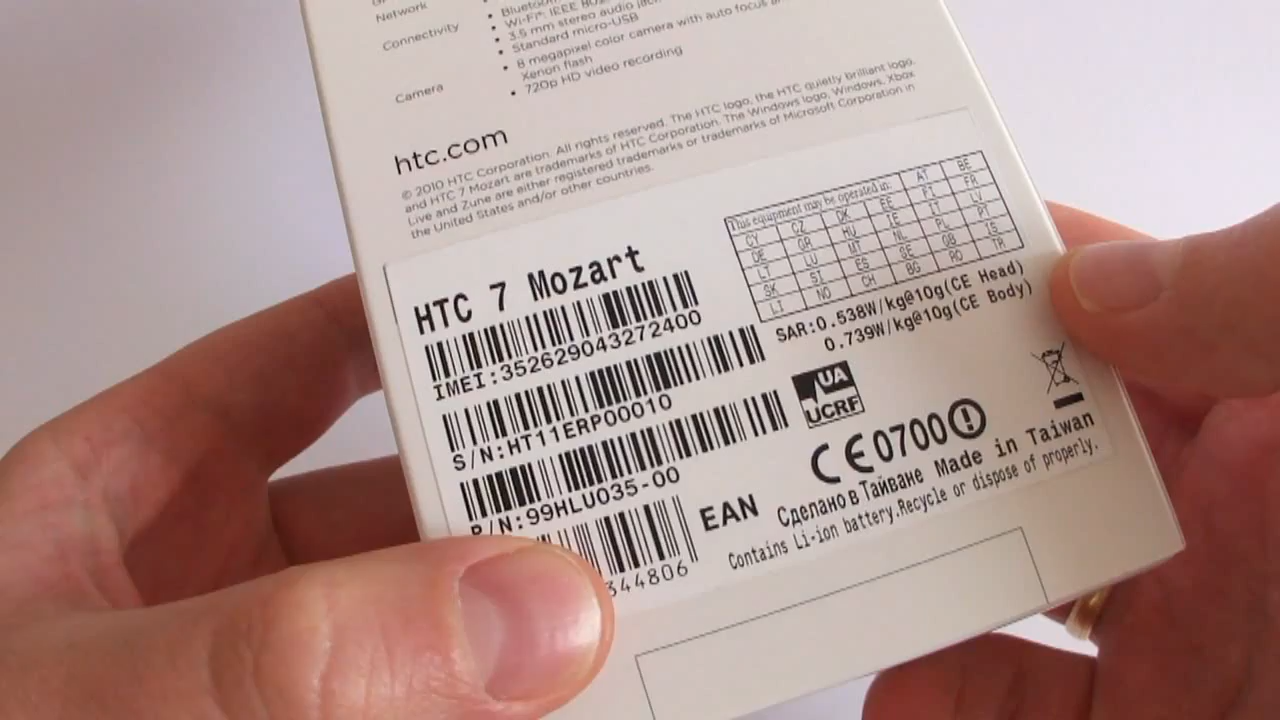 Network
Connectivity
Bluetooth
Wi-Fi®: IEEE 802
3.5 mm stereo audio jack
Standard micro-USB
Camera
8 megapixel color camera with auto focus and
Xenon flash
720p HD video recording
htc.com
© 2010 HTC Corporation. All rights reserved. The HTC logo, the HTC quietly brilliant logo,
and HTC 7 Mozart are trademarks of HTC Corporation. The Windows logo, Windows, Xbox
Live and Zune are either registered trademarks or trademarks of Microsoft Corporation in
the United States and/or other countries.
HTC 7 Mozart
IMEI:352629043272400
S/N:HT11ERP00010
P/N:99HLU035-00
344806
EAN
This equipment may be operated in:
AT BE
CY CZ DK EE FI FR
DE GR HU IE IT LV
LT LU MT NL PL PT
SK SI ES SE GB IS
LI NO CH BG RO TR
SAR:0.538W/kg@10g(CE Head)
0.739W/kg@10g(CE Body)
UA
UCRF
CE0700
Сделано в Тайване Made in Taiwan
Contains Li-ion battery.Recycle or dispose of properly.